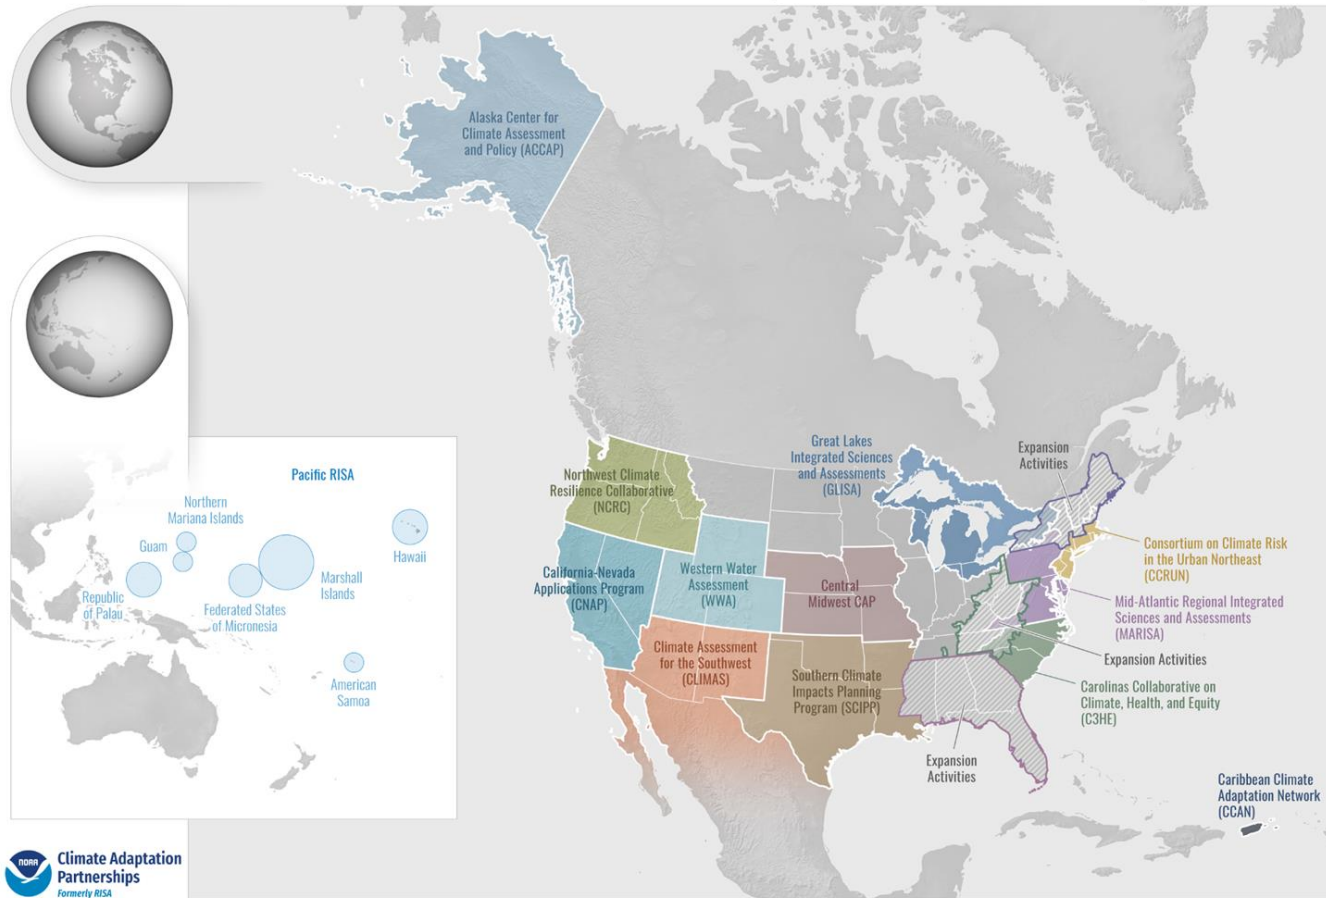 Alaska Center for
Climate Assessment
and Policy (ACCAP)
Pacific RISA
Northern
Mariana Islands
Guam
Hawaii
Republic
of Palau
Federated States
of Micronesia
Marshall
Islands
American
Samoa
Northwest Climate
Resilience Collaborative
(NCRC)
Great Lakes
Integrated Sciences
and Assessments
(GLISA)
Expansion
Activities
California-Nevada
Applications Program
(CNAP)
Western Water
Assessment
(WWA)
Central
Midwest CAP
Consortium on Climate Risk
in the Urban Northeast
(CCRUN)
Mid-Atlantic Regional Integrated
Sciences and Assessments
(MARISA)
Expansion Activities
Climate Assessment
for the Southwest
(CLIMAS)
Southern Climate
Impacts Planning
Program (SCIPP)
Carolinas Collaborative on
Climate, Health, and Equity
(C3HE)
Expansion
Activities
Caribbean Climate
Adaptation Network
(CCAN)
NOAA
Climate Adaptation
Partnerships
Formerly RISA